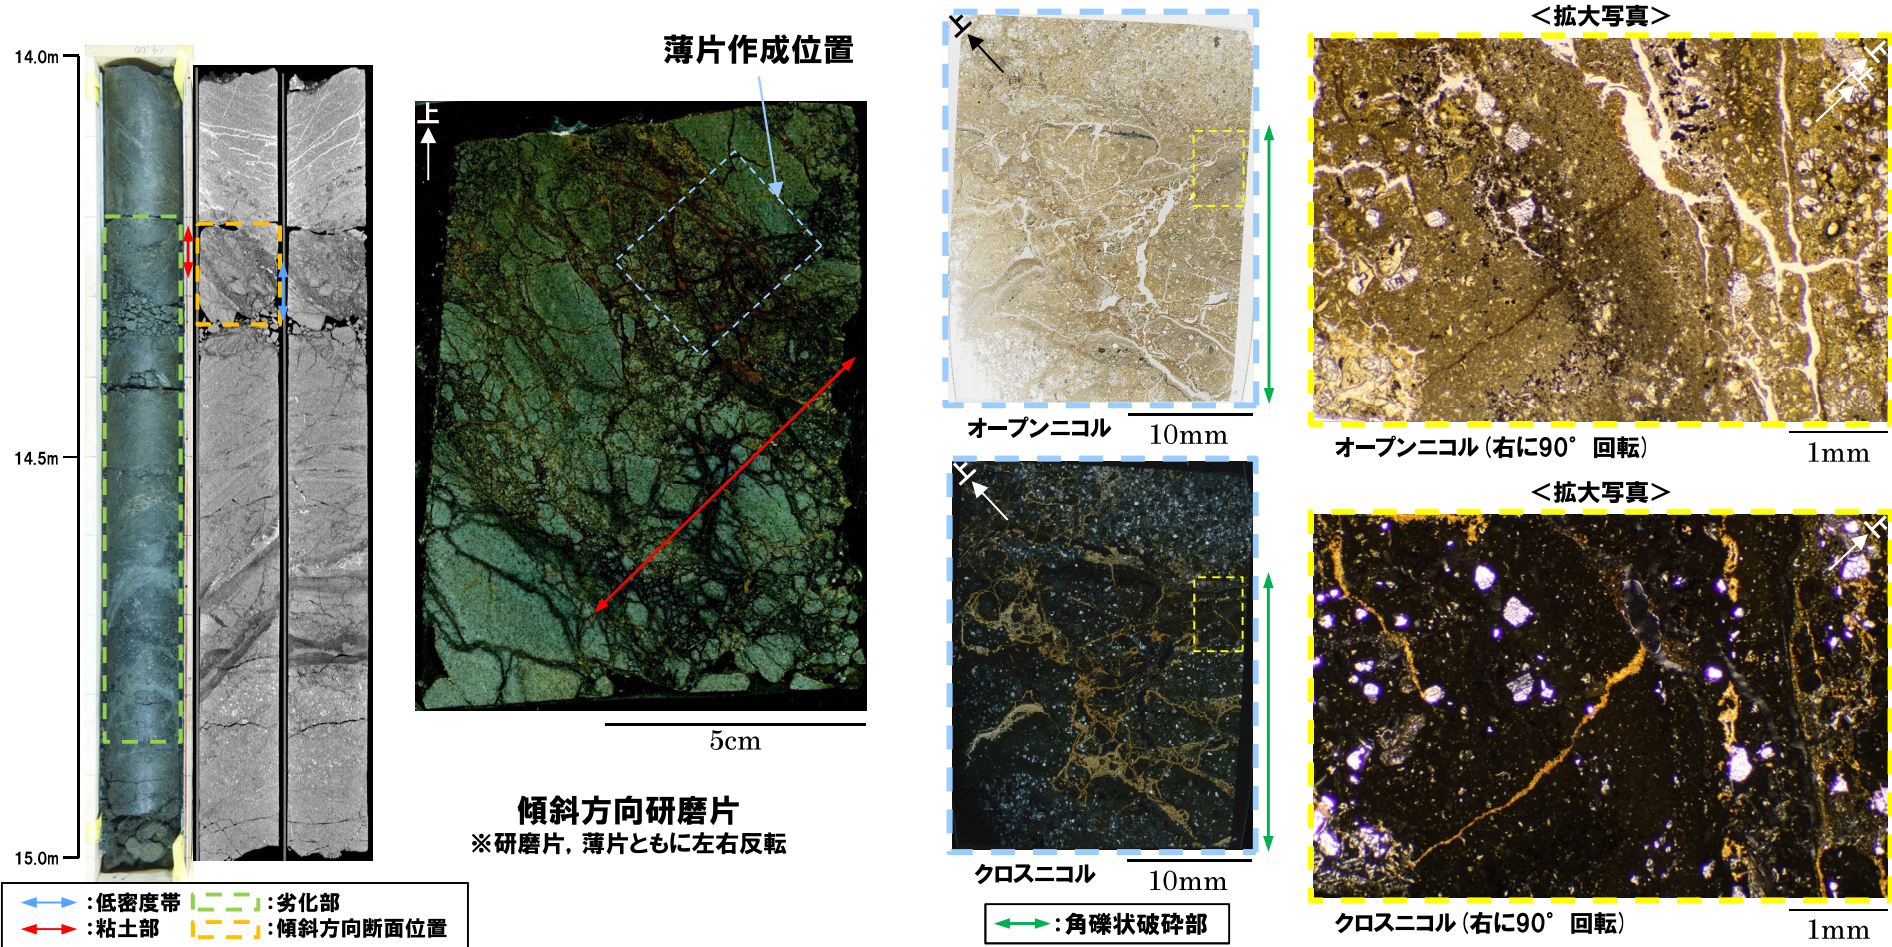 14.0m
14.5m
15.0m
:低密度帯
:劣化部
:粘土部
:傾斜方向断面位置
薄片作成位置
上
5cm
傾斜方向研磨片
※研磨片, 薄片ともに左右反転
上
オープンニコル
10mm
上
クロスニコル
10mm
:角礫状破砕部
<拡大写真>
上
上
オープンニコル (右に90° 回転)
1mm
<拡大写真>
上
クロスニコル (右に90° 回転)
1mm